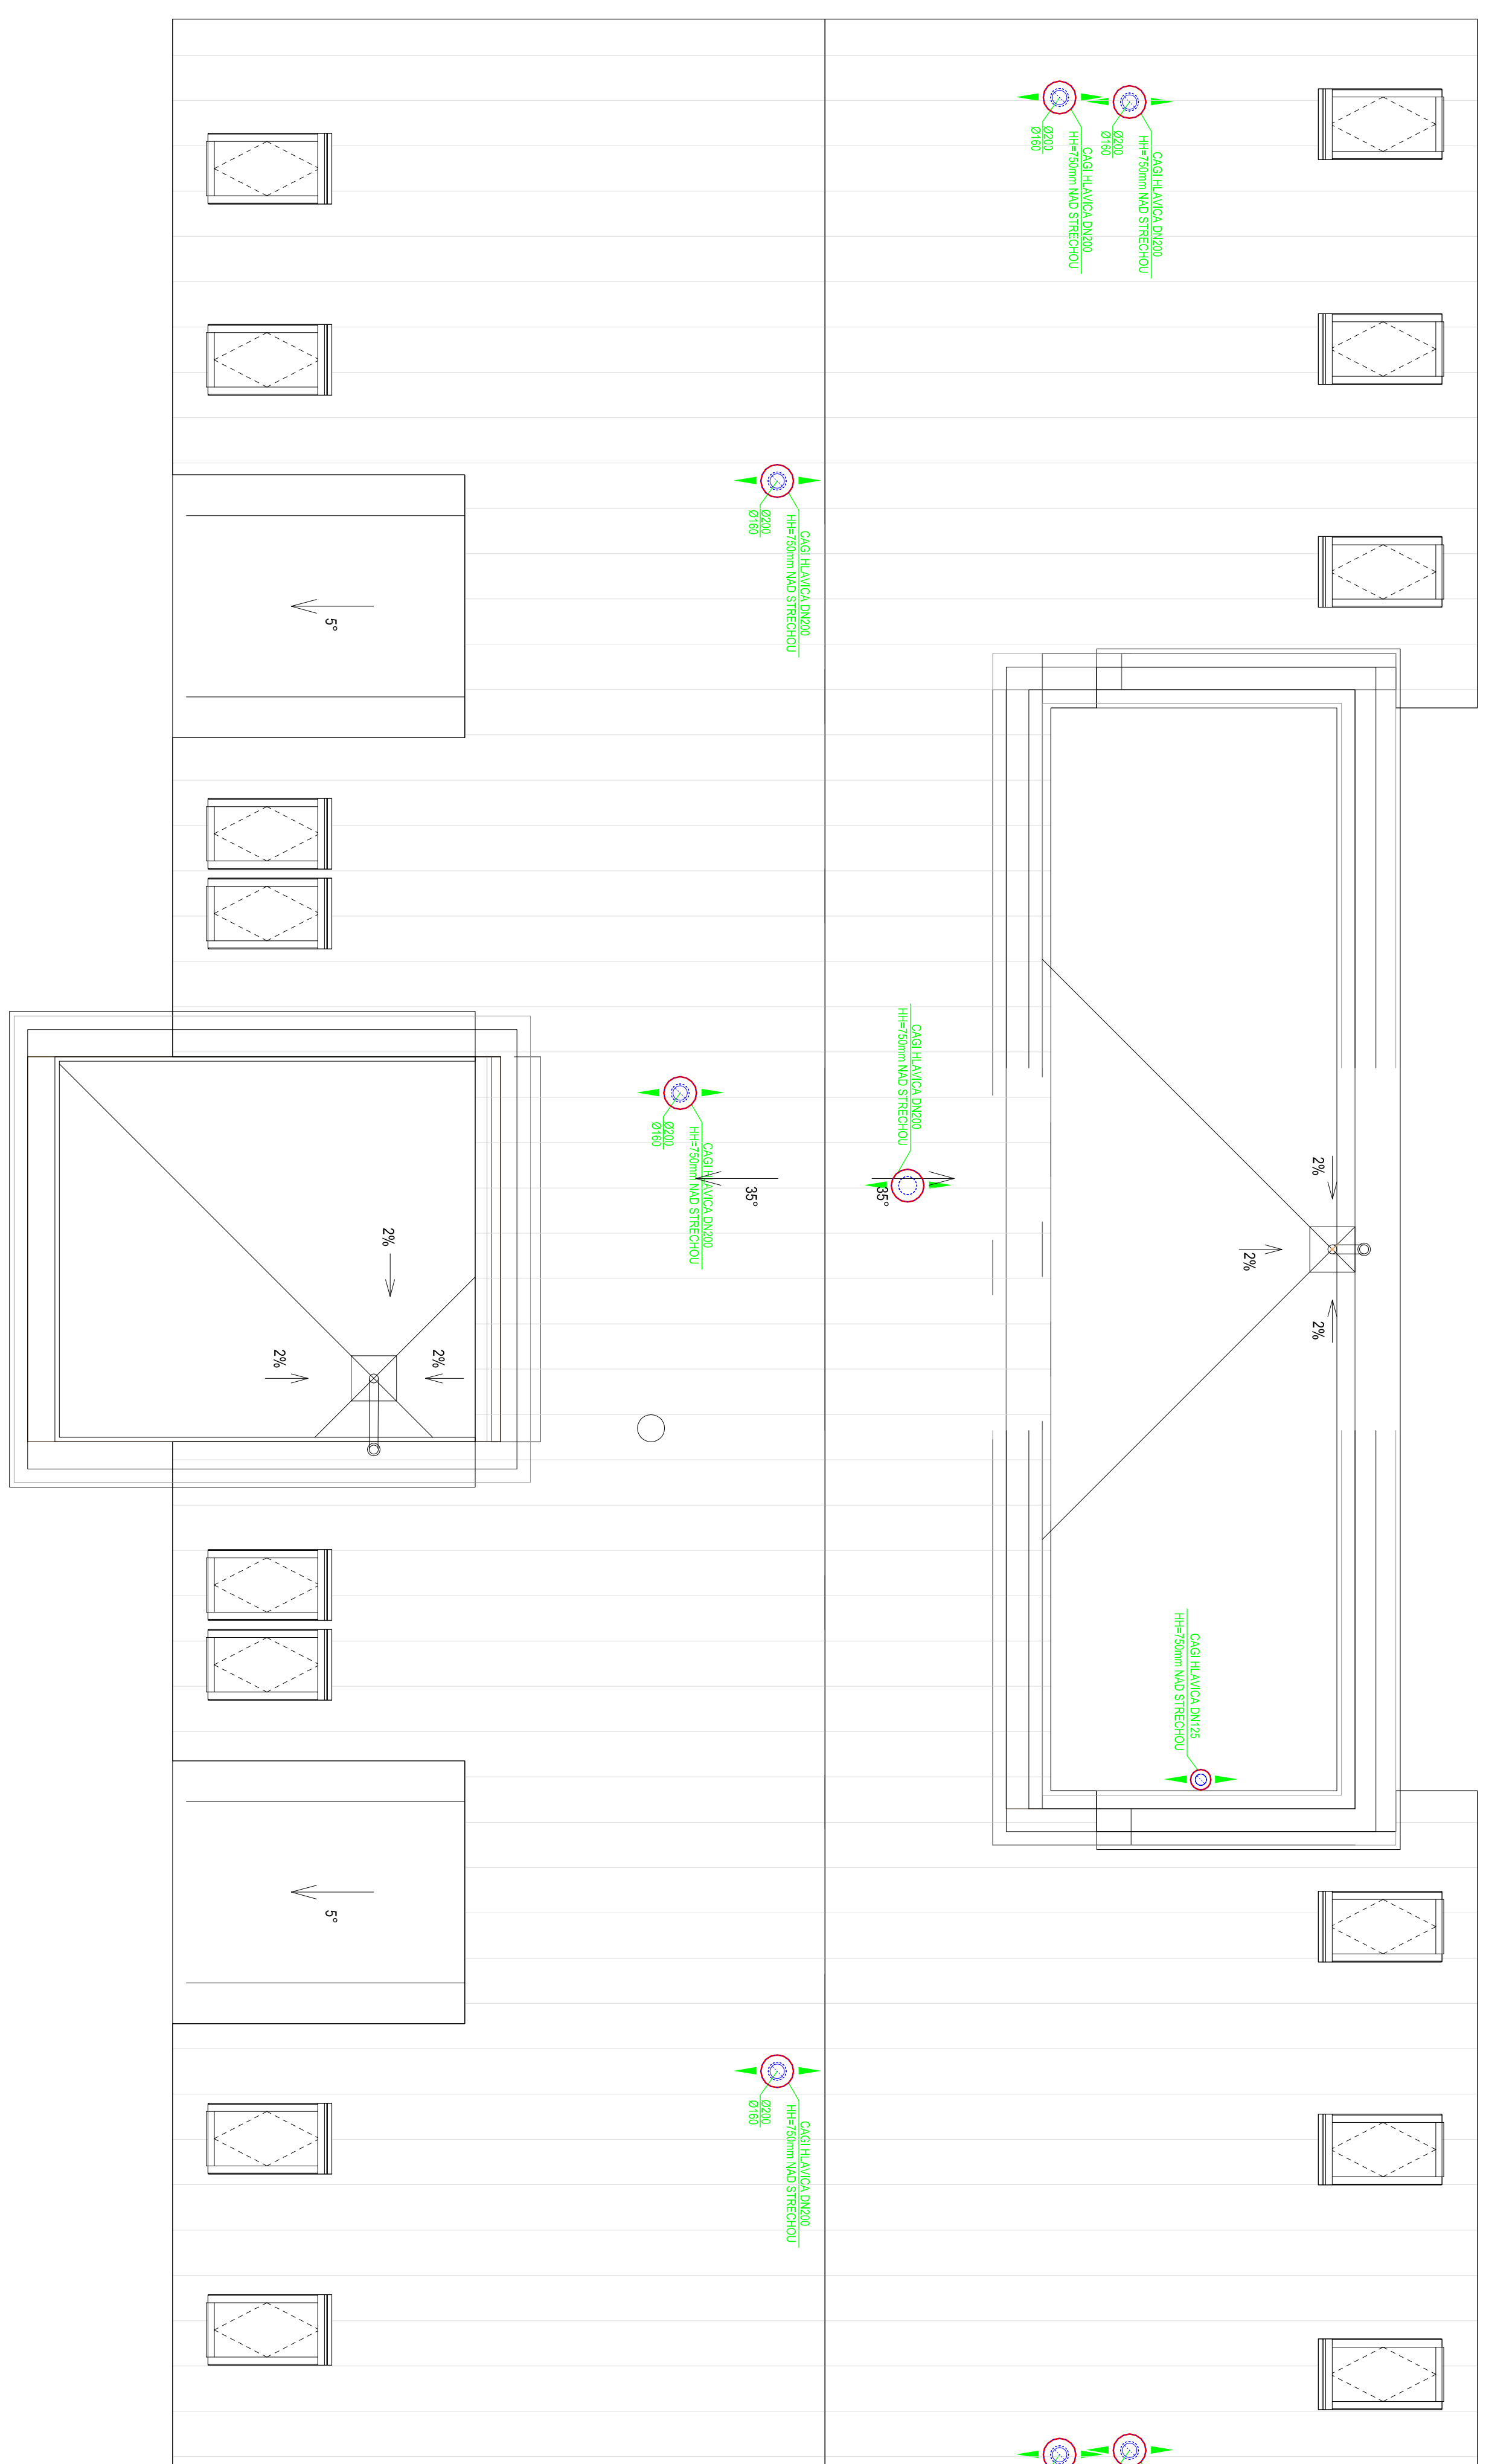 CAGI HLAVICA DN200
HH=750mm NAD STRECHOU
Ø200
Ø160
CAGI HLAVICA DN200
HH=750mm NAD STRECHOU
Ø200
Ø160
CAGI HLAVICA DN200
HH=750mm NAD STRECHOU
Ø200
Ø160
5°
CAGI HLAVICA DN200
HH=750mm NAD STRECHOU
CAGI HLAVICA DN200
HH=750mm NAD STRECHOU
Ø200
Ø160
35°
35°
2%
2%
2%
2%
2%
2%
CAGI HLAVICA DN125
HH=750mm NAD STRECHOU
5°
CAGI HLAVICA DN200
HH=750mm NAD STRECHOU
Ø200
Ø160